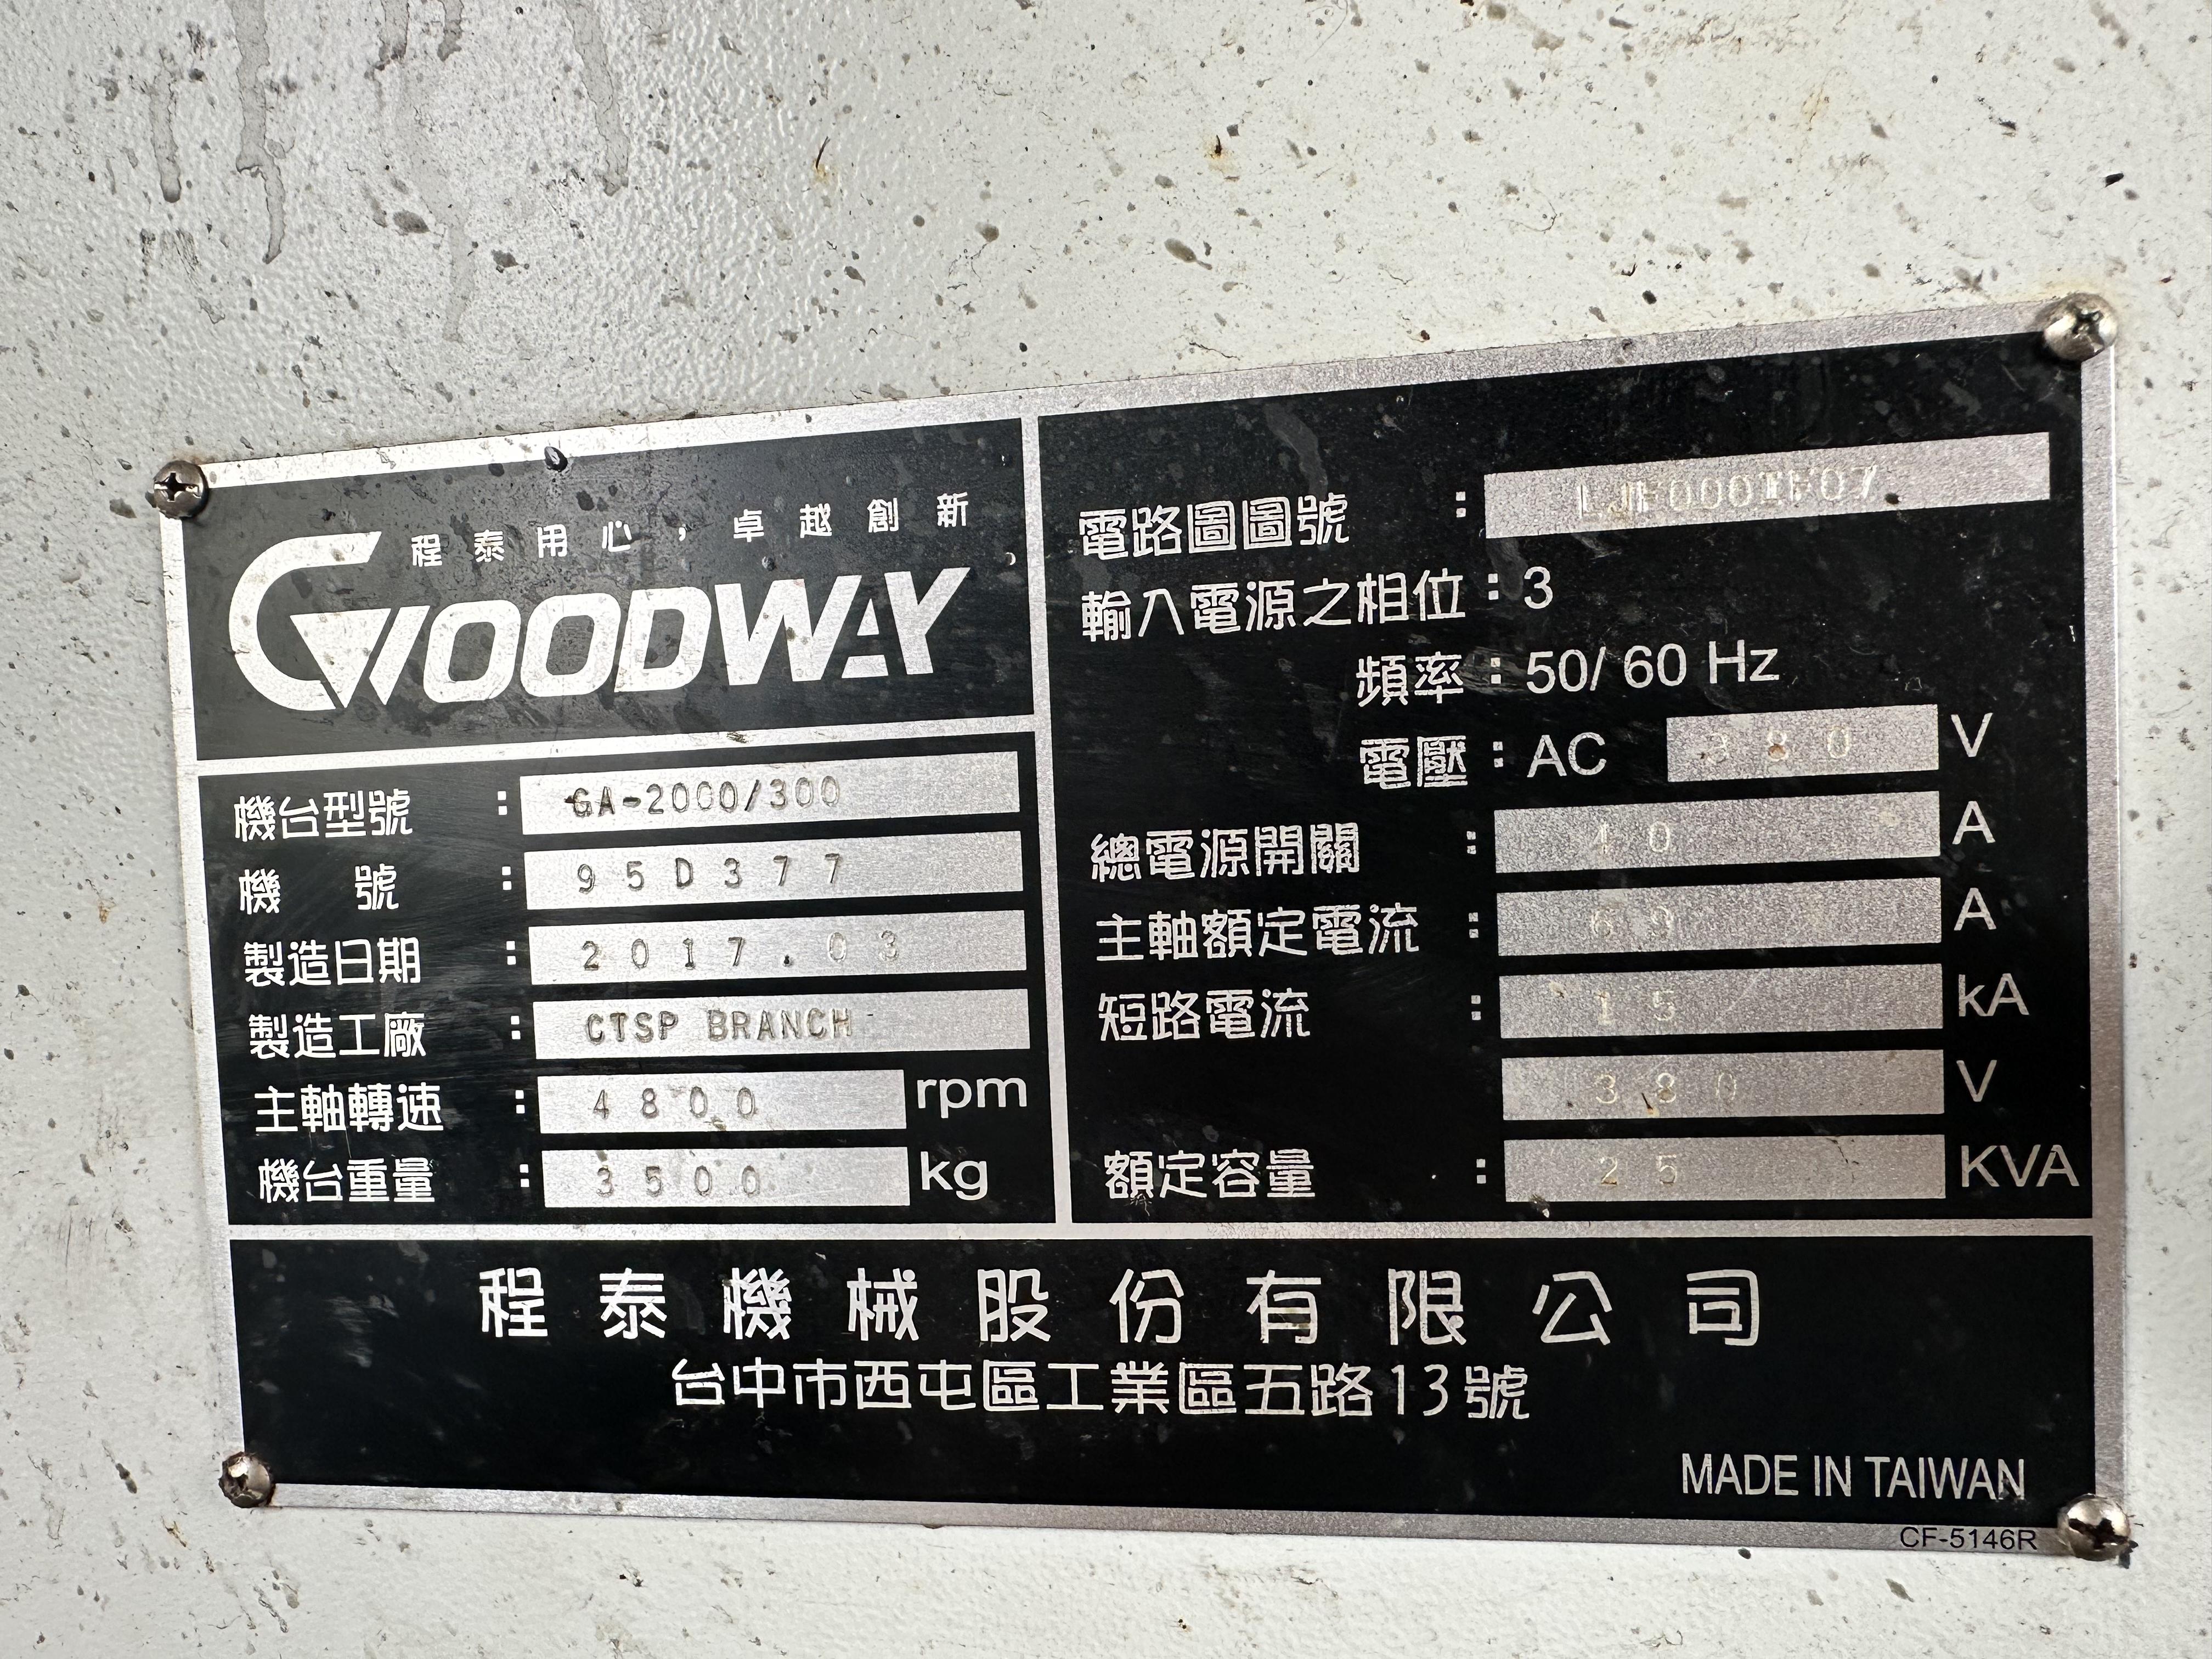 程泰用心,卓越創新
GOODWAY
機台型號 : GA-2000/300
機 號 : 95D377
製造日期 : 2017.03
製造工廠 : CTSP BRANCH
主軸轉速 : 4800 rpm
機台重量 : 3500 kg
電路圖圖號 :
輸入電源之相位 : 3
頻率 : 50/ 60 Hz
電壓 : AC 380 V
總電源開關 : 40 A
主軸額定電流 : A
短路電流 : 15 kA
380 V
額定容量 : 25 KVA
程泰機械股份有限公司
台中市西屯區工業區五路13號
MADE IN TAIWAN
CF-5146R